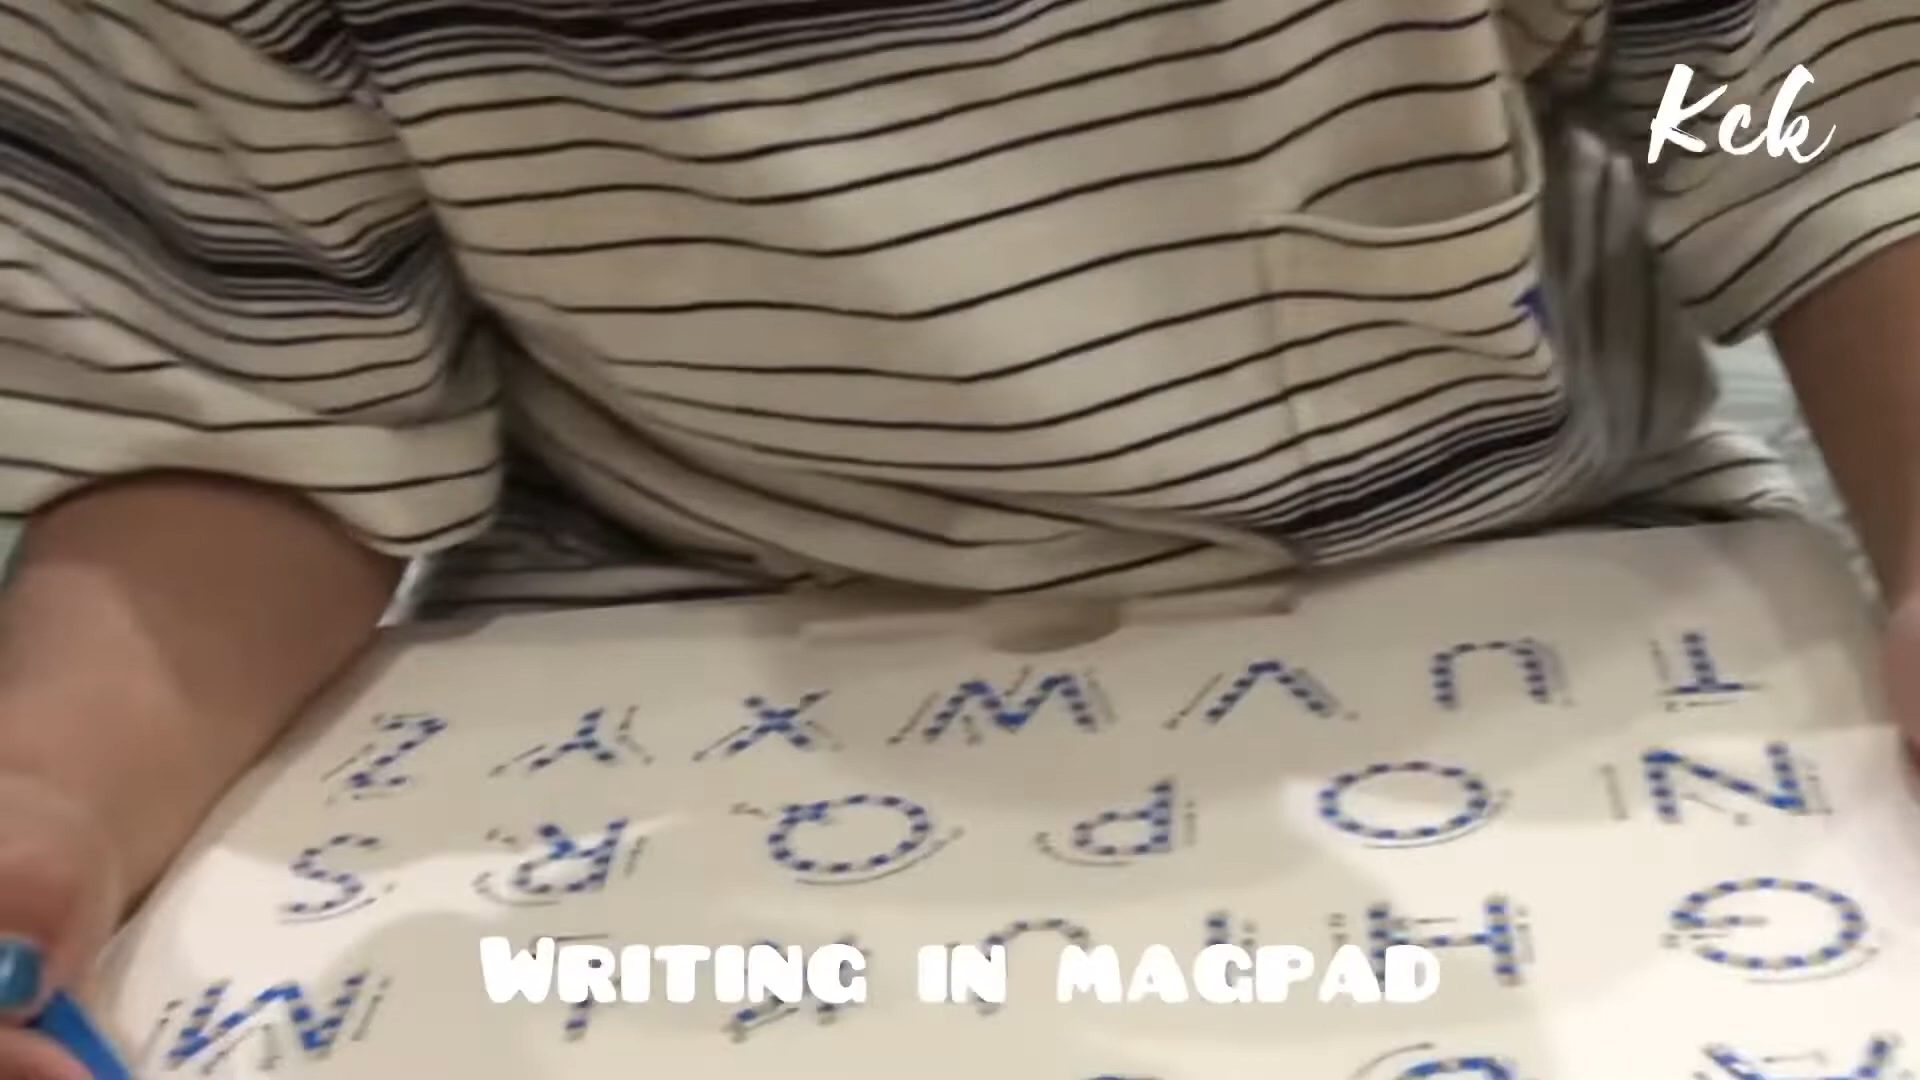 Kck
G H I J K L M
N O P Q R S
T U V W X Y Z
WRITING IN MAGPAD